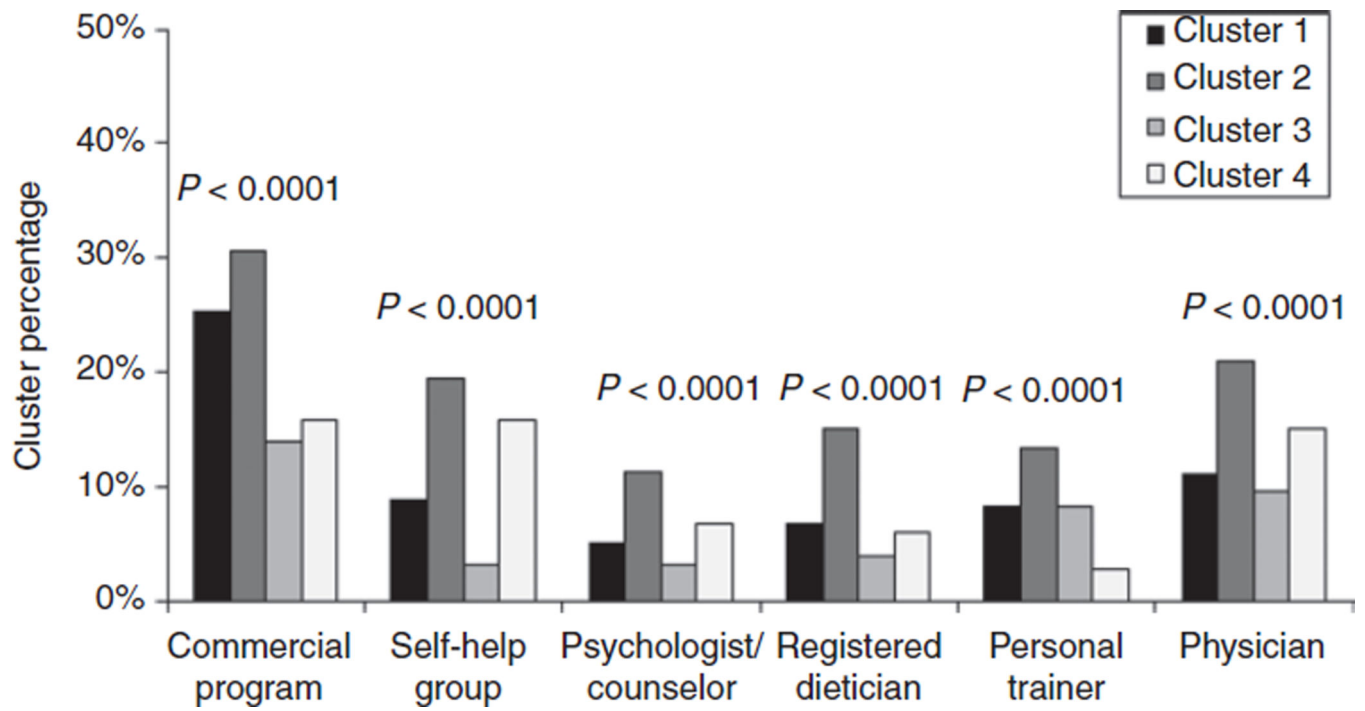 50%
40%
30%
20%
10%
0%
Cluster percentage
Cluster 1
Cluster 2
Cluster 3
Cluster 4
P < 0.0001
P < 0.0001
P < 0.0001
P < 0.0001
P < 0.0001
P < 0.0001
Commercial
program
Self-help
group
Psychologist/
counselor
Registered
dietician
Personal
trainer
Physician